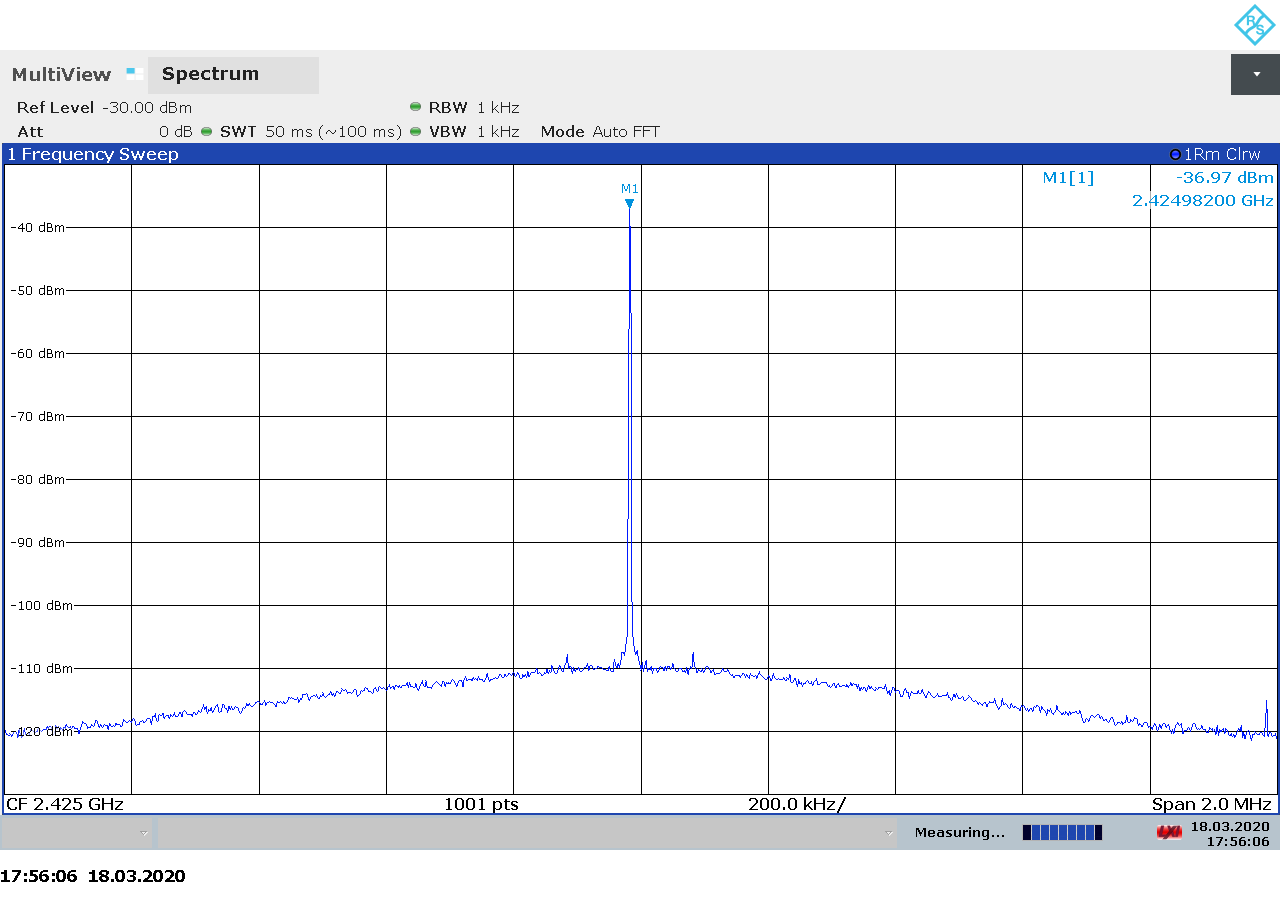 R S
MultiView Spectrum
Ref Level -30.00 dBm RBW 1 kHz
Att 0 dB SWT 50 ms (~100 ms) VBW 1 kHz Mode Auto FFT
1 Frequency Sweep 1Rm Clrw
M1[1] -36.97 dBm
2.42498200 GHz
M1
-40 dBm
-50 dBm
-60 dBm
-70 dBm
-80 dBm
-90 dBm
-100 dBm
-110 dBm
-120 dBm
CF 2.425 GHz 1001 pts 200.0 kHz/ Span 2.0 MHz
Measuring... LXI 18.03.2020
17:56:06
17:56:06 18.03.2020